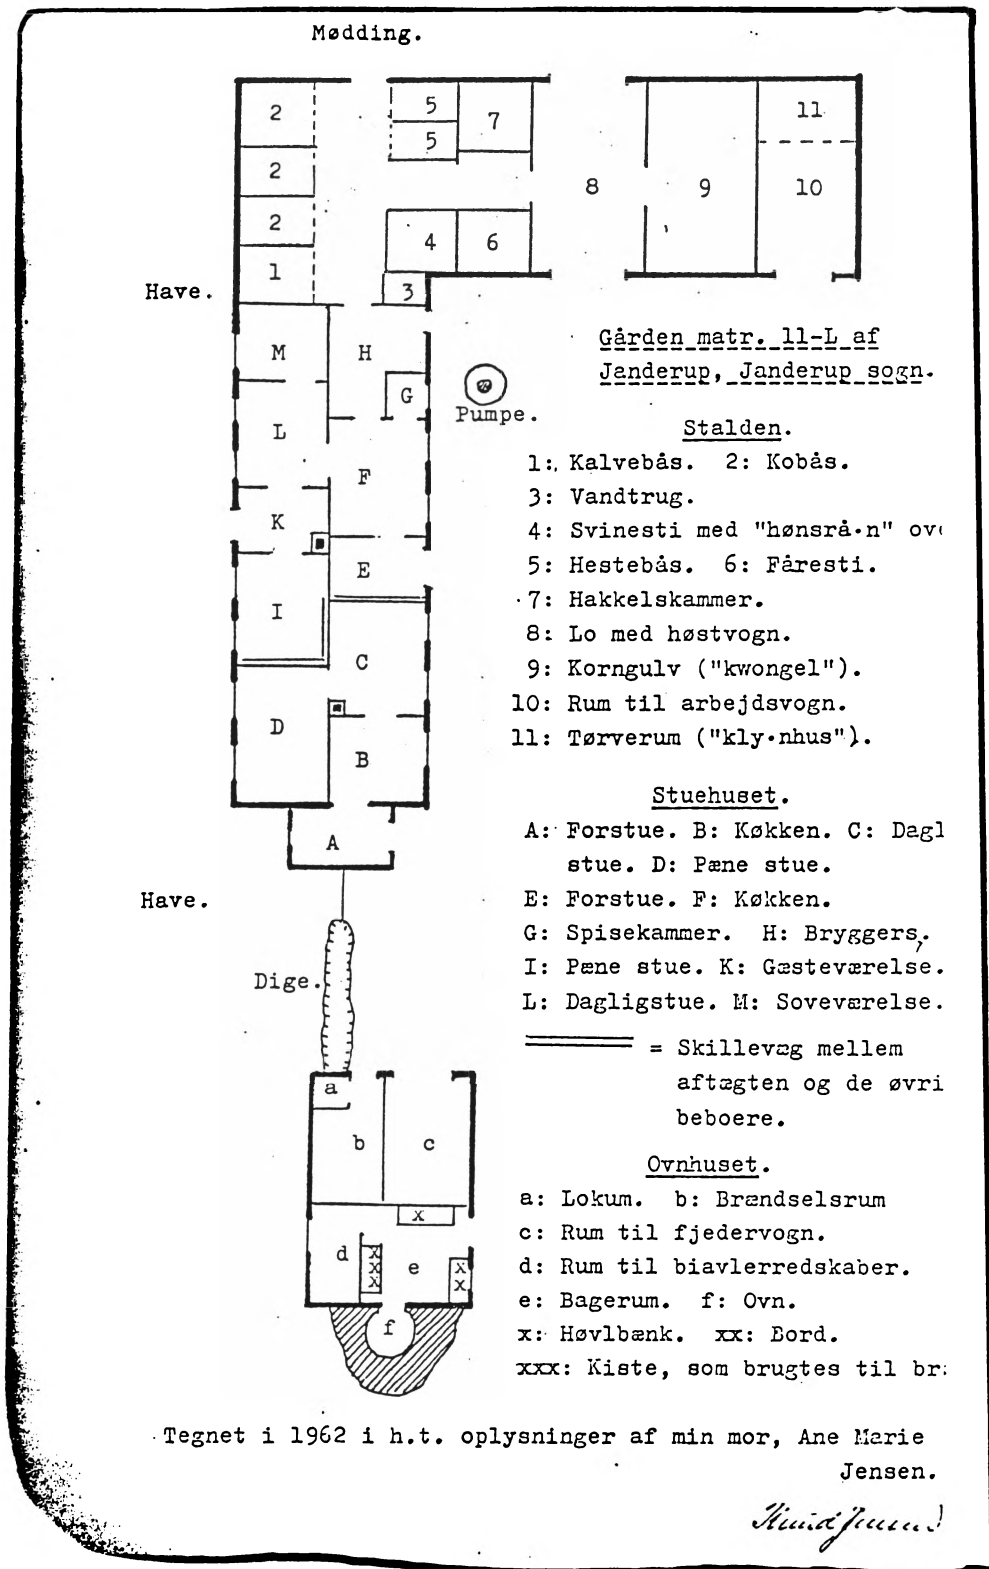 Mødding.
2
5
5
7
11
2
8
9
10
2
4
6
1
3
Have.
M
H
G
Pumpe.
L
F
K
E
I
C
D
B
A
Have.
Dige.
a
b
c
x
d
x
x
x
e
x
x
f
Gården matr. 11-L af
Janderup, Janderup sogn.
Stalden.
1: Kalvebås. 2: Kobås.
3: Vandtrug.
4: Svinesti med "hønsrå·n" ov
5: Hestebås. 6: Fåresti.
7: Hakkelskammer.
8: Lo med høstvogn.
9: Korngulv ("kwongel").
10: Rum til arbejdsvogn.
11: Tørverum ("kly·nhus").
Stuehuset.
A: Forstue. B: Køkken. C: Dagl
stue. D: Pæne stue.
E: Forstue. F: Køkken.
G: Spisekammer. H: Bryggers.
I: Pæne stue. K: Gæsteværelse.
L: Dagligstue. M: Soveværelse.
= Skillevæg mellem
aftægten og de øvri
beboere.
Ovnhuset.
a: Lokum. b: Brændselsrum
c: Rum til fjedervogn.
d: Rum til biavlerredskaber.
e: Bagerum. f: Ovn.
x: Høvlbænk. xx: Bord.
xxx: Kiste, som brugtes til br
Tegnet i 1962 i h.t. oplysninger af min mor, Ane Marie
Jensen.
Knud Jensen